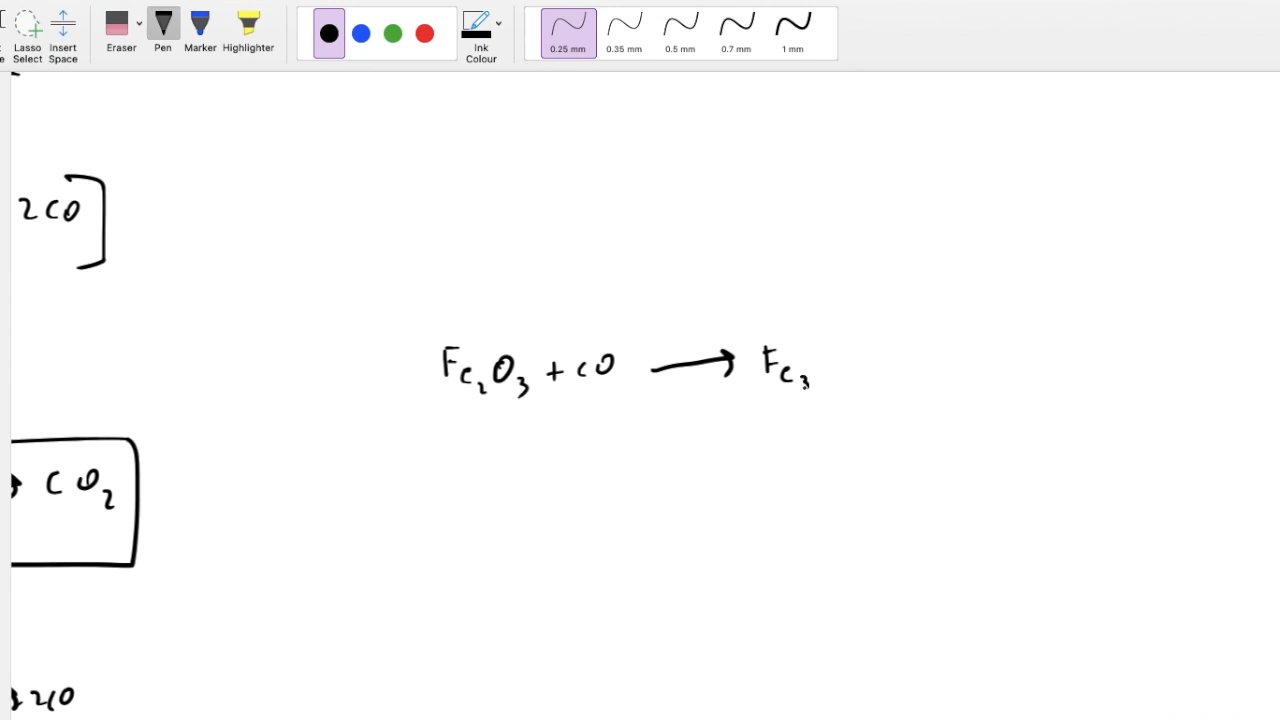 Lasso Select
Insert Space
Eraser
Pen
Marker
Highlighter
Ink Colour
0.25 mm
0.35 mm
0.5 mm
0.7 mm
1 mm
2CO
Fe₂O₃ + CO → Fe₃
→ CO₂